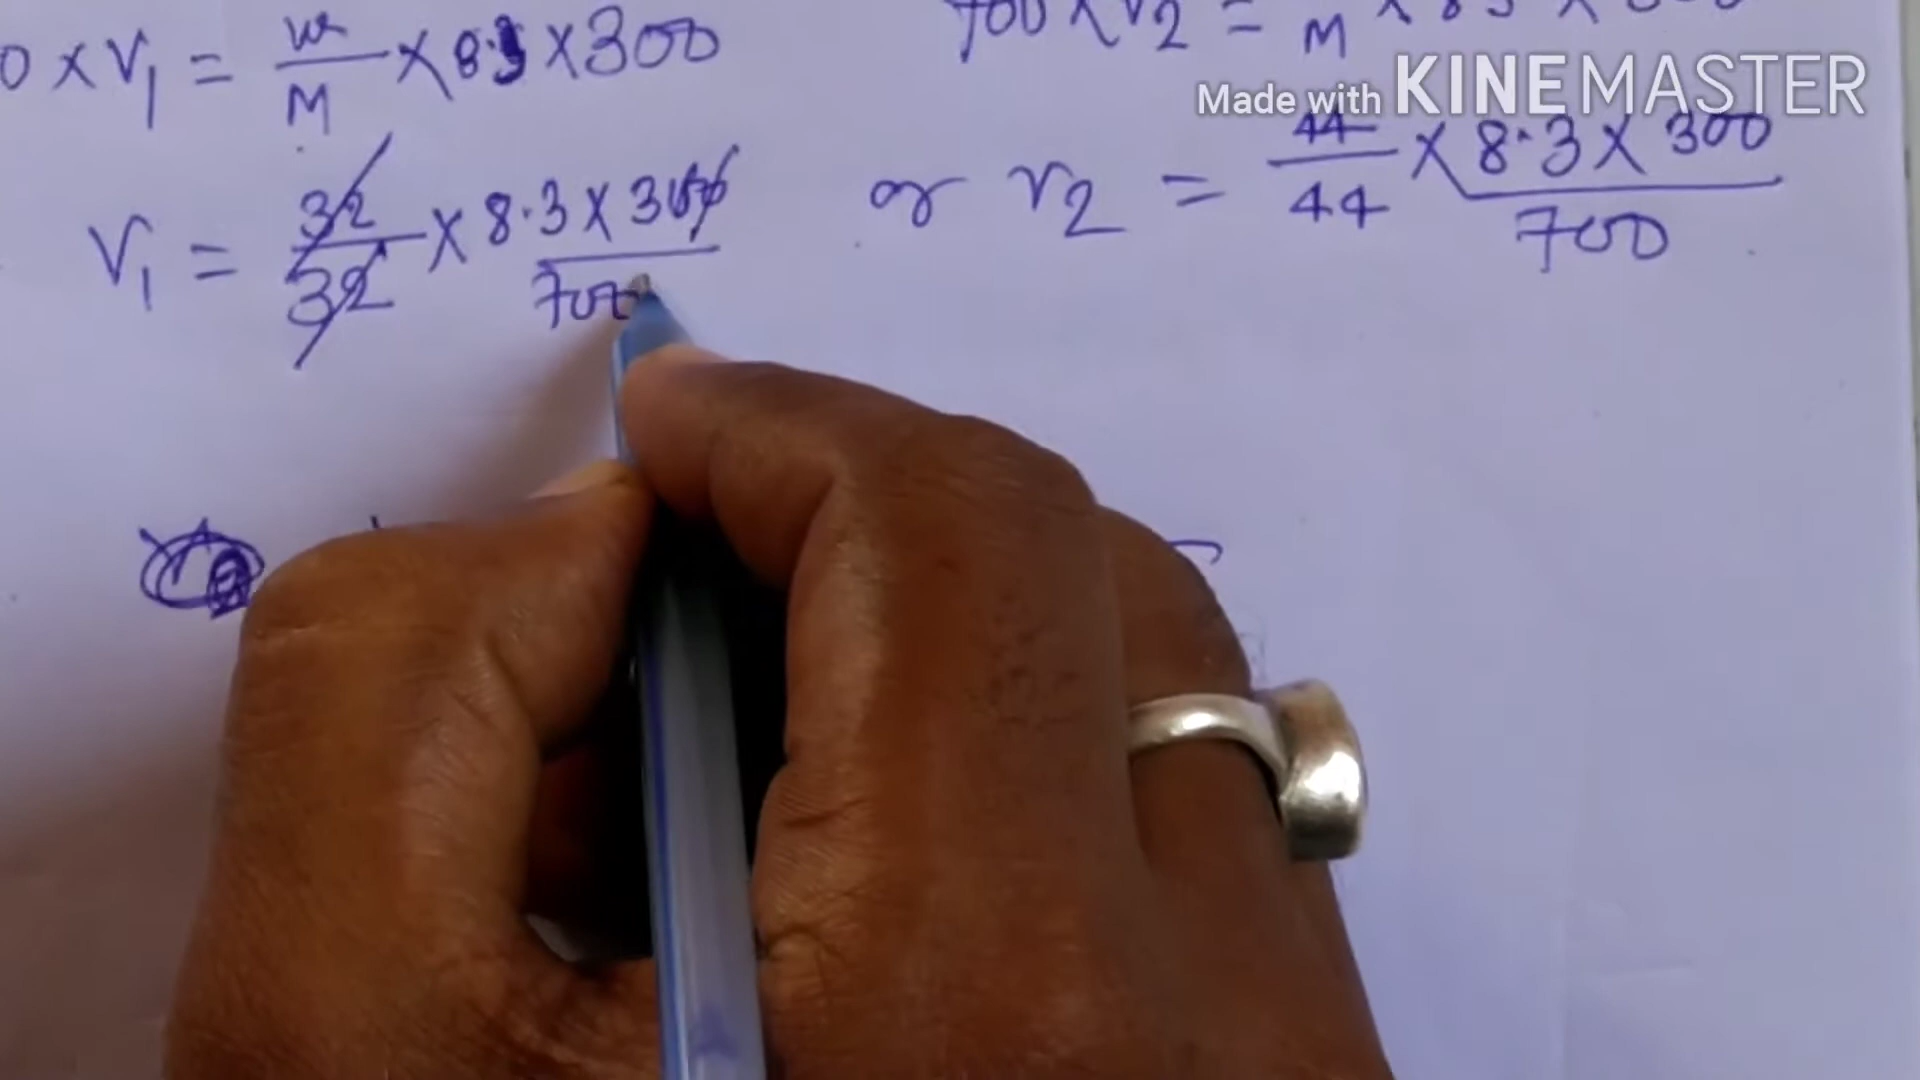 0 × V₁ = w/M × 8.3 × 300
700 × V₂ = /M × 8.3 ×
Made with KINEMASTER
V₁ = 32/32 × 8.3 × 300/700
or V₂ = 44/44 × 8.3 × 300/700